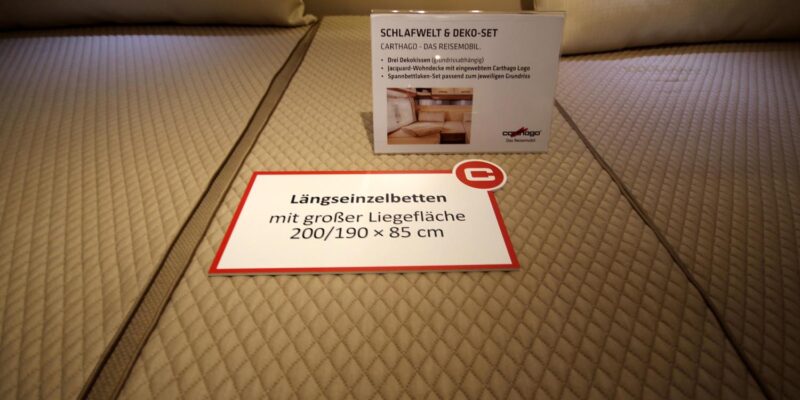 SCHLAFWELT & DEKO-SET
CARTHAGO - DAS REISEMOBIL.
• Drei Dekokissen (grundrissabhängig)
• Jacquard-Wohndecke mit eingewebtem Carthago Logo
• Spannbettlaken-Set passend zum jeweiligen Grundriss
carthago
Das Reisemobil
C
Längseinzelbetten
mit großer Liegefläche
200/190 × 85 cm